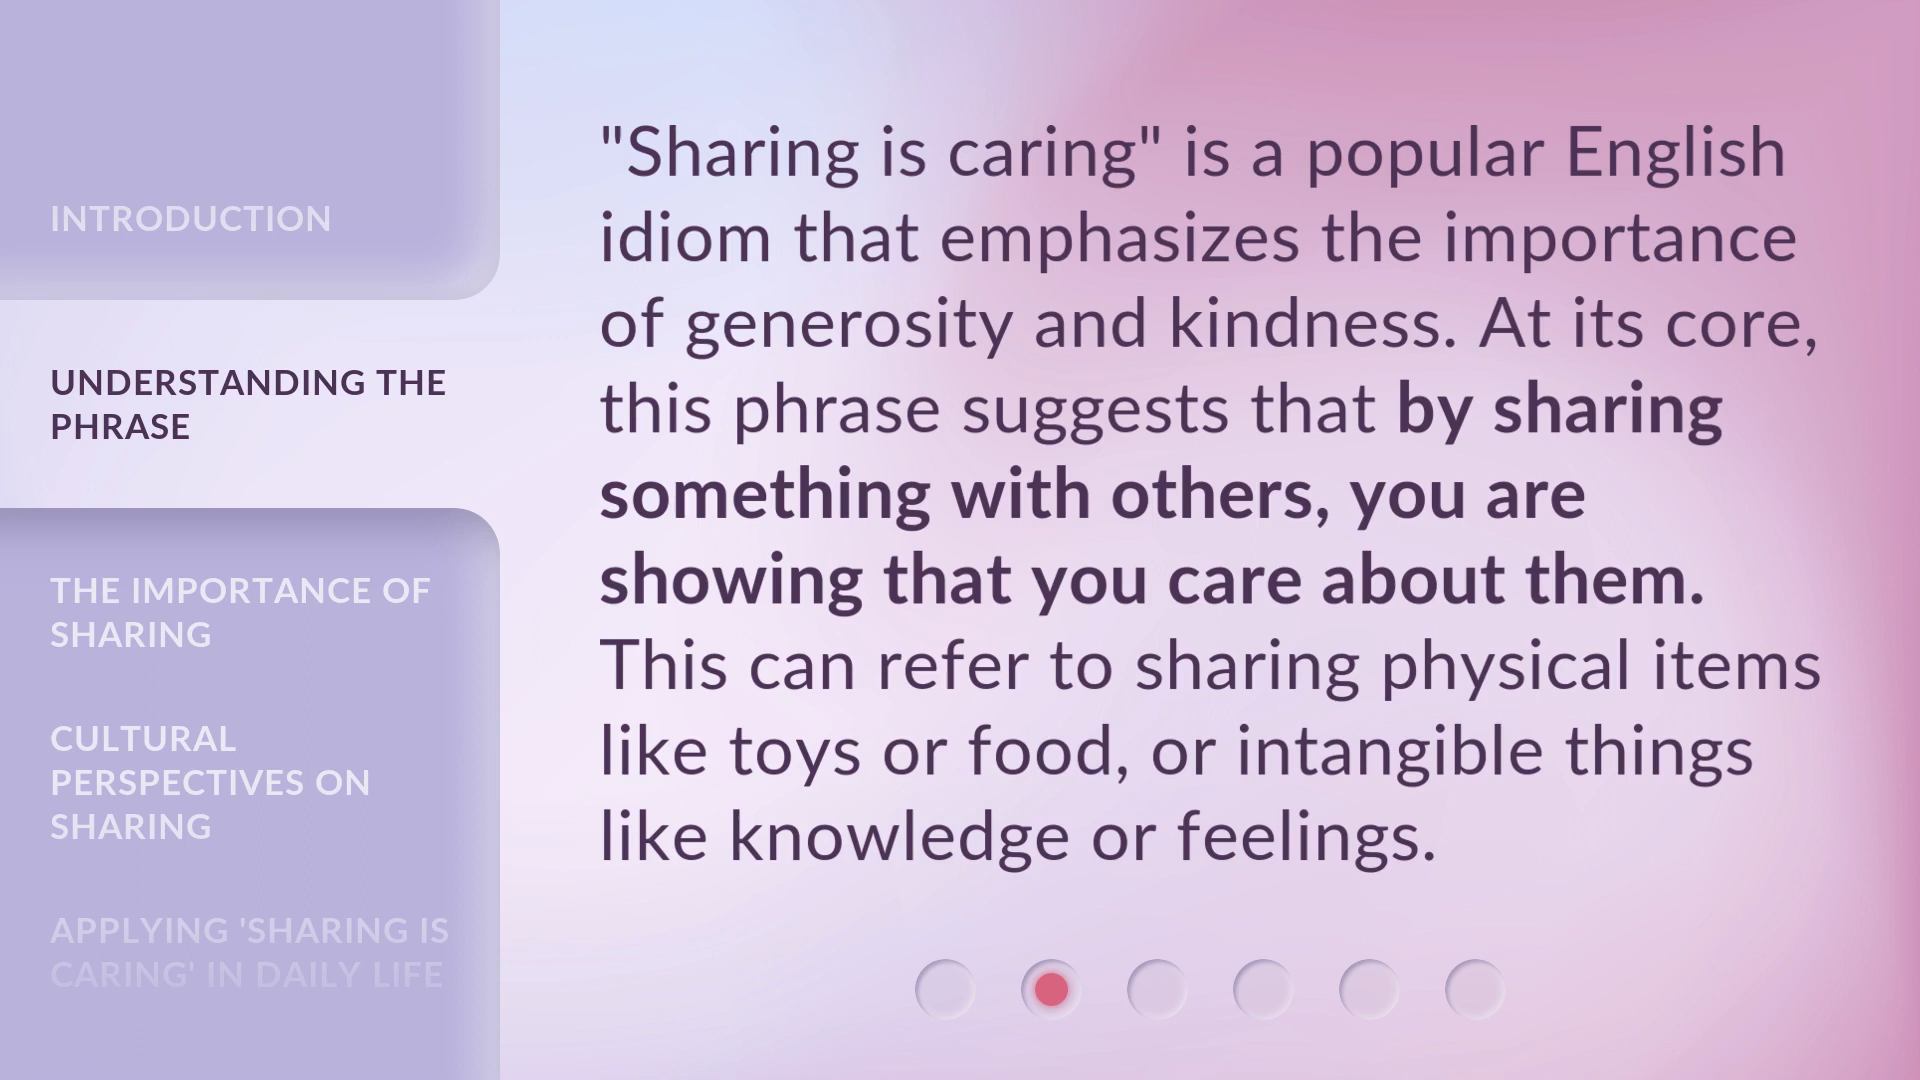 INTRODUCTION
UNDERSTANDING THE
PHRASE
THE IMPORTANCE OF
SHARING
CULTURAL
PERSPECTIVES ON
SHARING
APPLYING 'SHARING IS
CARING' IN DAILY LIFE
"Sharing is caring" is a popular English
idiom that emphasizes the importance
of generosity and kindness. At its core,
this phrase suggests that by sharing
something with others, you are
showing that you care about them.
This can refer to sharing physical items
like toys or food, or intangible things
like knowledge or feelings.